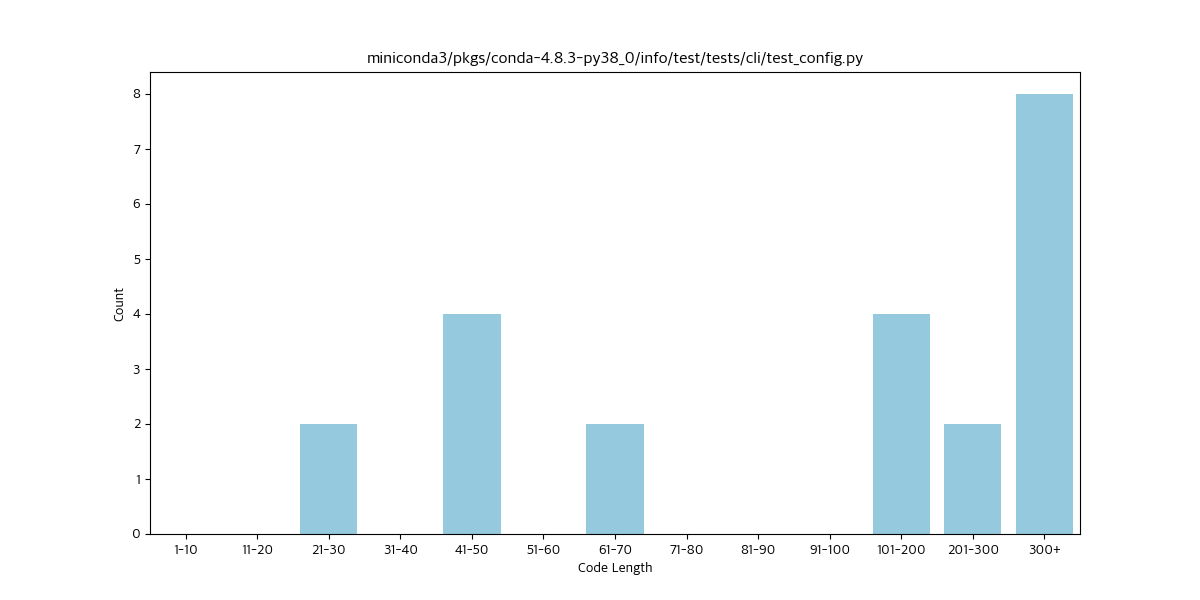 miniconda3/pkgs/conda-4.8.3-py38_0/info/test/tests/cli/test_config.py
8
7
6
5
4
3
2
1
0
Count
1-10 11-20 21-30 31-40 41-50 51-60 61-70 71-80 81-90 91-100 101-200 201-300 300+
Code Length